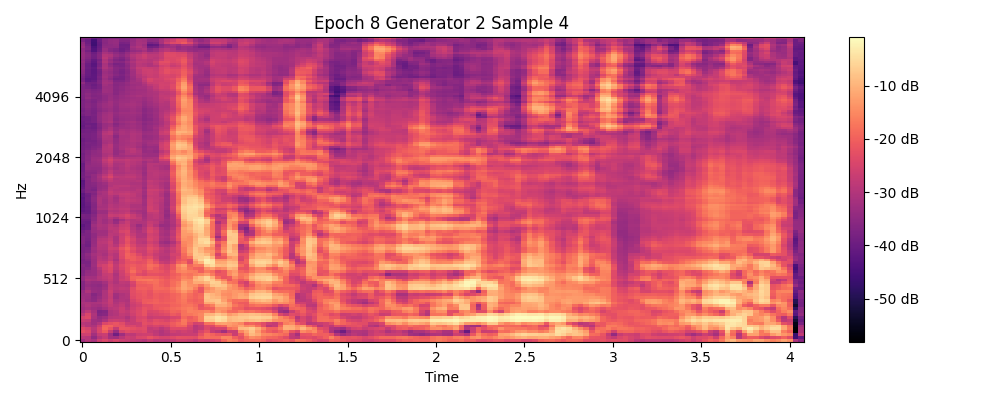 Epoch 8 Generator 2 Sample 4
Hz
4096
2048
1024
512
0
0 0.5 1 1.5 2 2.5 3 3.5 4
Time
-10 dB
-20 dB
-30 dB
-40 dB
-50 dB